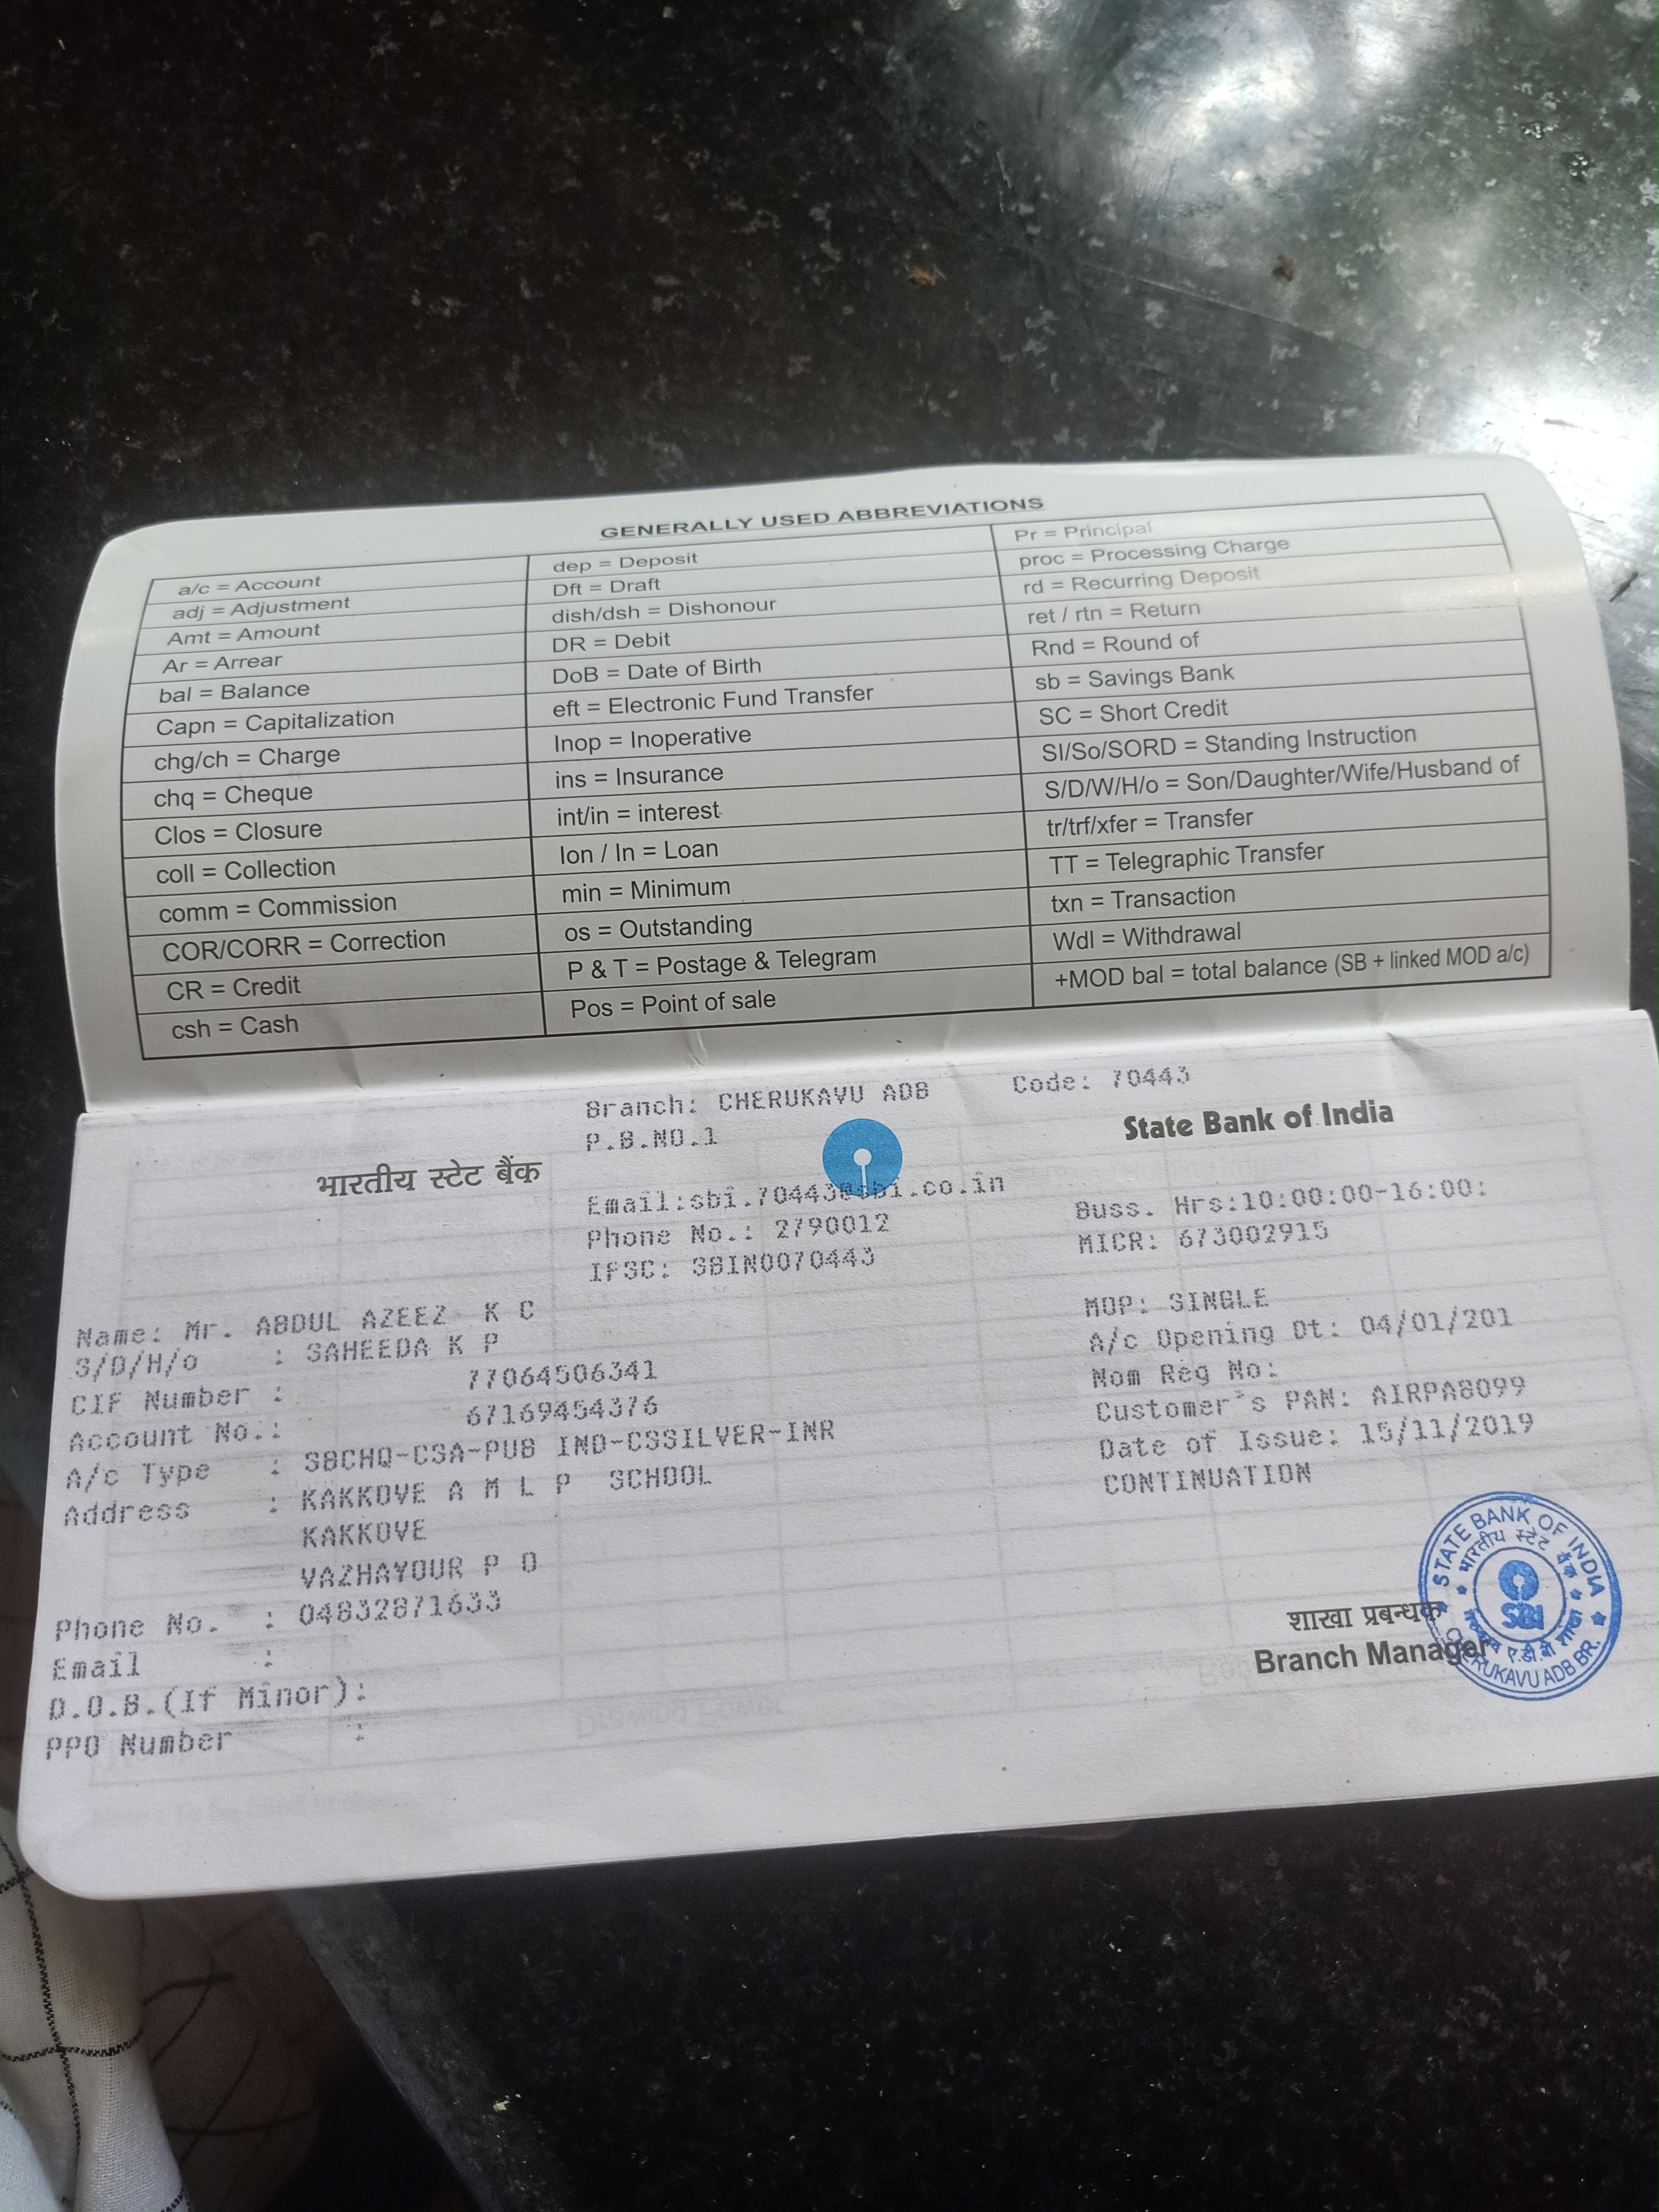 GENERALLY USED ABBREVIATIONS
a/c = Account
adj = Adjustment
Amt = Amount
Ar = Arrear
bal = Balance
Capn = Capitalization
chg/ch = Charge
chq = Cheque
Clos = Closure
coll = Collection
comm = Commission
COR/CORR = Correction
CR = Credit
csh = Cash
dep = Deposit
Dft = Draft
dish/dsh = Dishonour
DR = Debit
DoB = Date of Birth
eft = Electronic Fund Transfer
Inop = Inoperative
ins = Insurance
int/in = interest
lon / ln = Loan
min = Minimum
os = Outstanding
P & T = Postage & Telegram
Pos = Point of sale
Pr = Principal
proc = Processing Charge
rd = Recurring Deposit
ret / rtn = Return
Rnd = Round of
sb = Savings Bank
SC = Short Credit
SI/So/SORD = Standing Instruction
S/D/W/H/o = Son/Daughter/Wife/Husband of
tr/trf/xfer = Transfer
TT = Telegraphic Transfer
txn = Transaction
Wdl = Withdrawal
+MOD bal = total balance (SB + linked MOD a/c)
Branch: CHERUKAVU ADB Code: 70443
P.B.NO.1
भारतीय स्टेट बैंक State Bank of India
Email:sbi.70443@sbi.co.in Buss. Hrs:10:00:00-16:00:
Phone No.: 2790012 MICR: 673002915
IFSC: SBIN0070443
Name: Mr. ABDUL AZEEZ K C MOP: SINGLE
S/D/H/o : SAHEEDA K P A/c Opening Dt: 04/01/201
CIF Number : 77064506341 Nom Reg No:
Account No.: 67169454376 Customer's PAN: AIRPA8099
A/c Type : SBCHQ-CSA-PUB IND-CSSILVER-INR Date of Issue: 15/11/2019
Address : KAKKOVE A M L P SCHOOL CONTINUATION
KAKKOVE
VAZHAYOUR P O
Phone No. : 04832871633
Email :
D.O.B.(If Minor):
PPO Number :
शाखा प्रबन्धक
Branch Manager
STATE BANK OF INDIA
भारतीय स्टेट बैंक
SBI
ए.डी.बी शाखा
CHERUKAVU ADB BR.